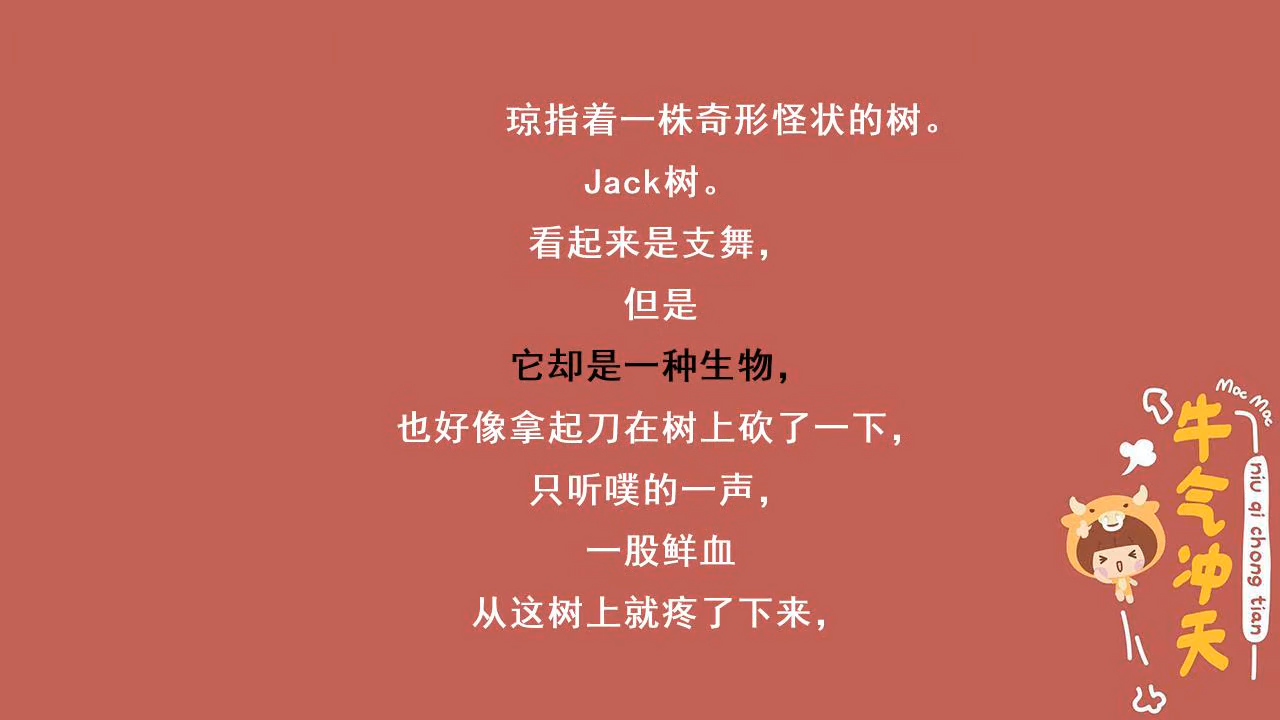 琼指着一株奇形怪状的树。
Jack树。
看起来是支舞，
但是
它却是一种生物，
也好像拿起刀在树上砍了一下，
只听噗的一声，
一股鲜血
从这树上就疼了下来，
Moc Moc
牛气冲天
niu qi chong tian